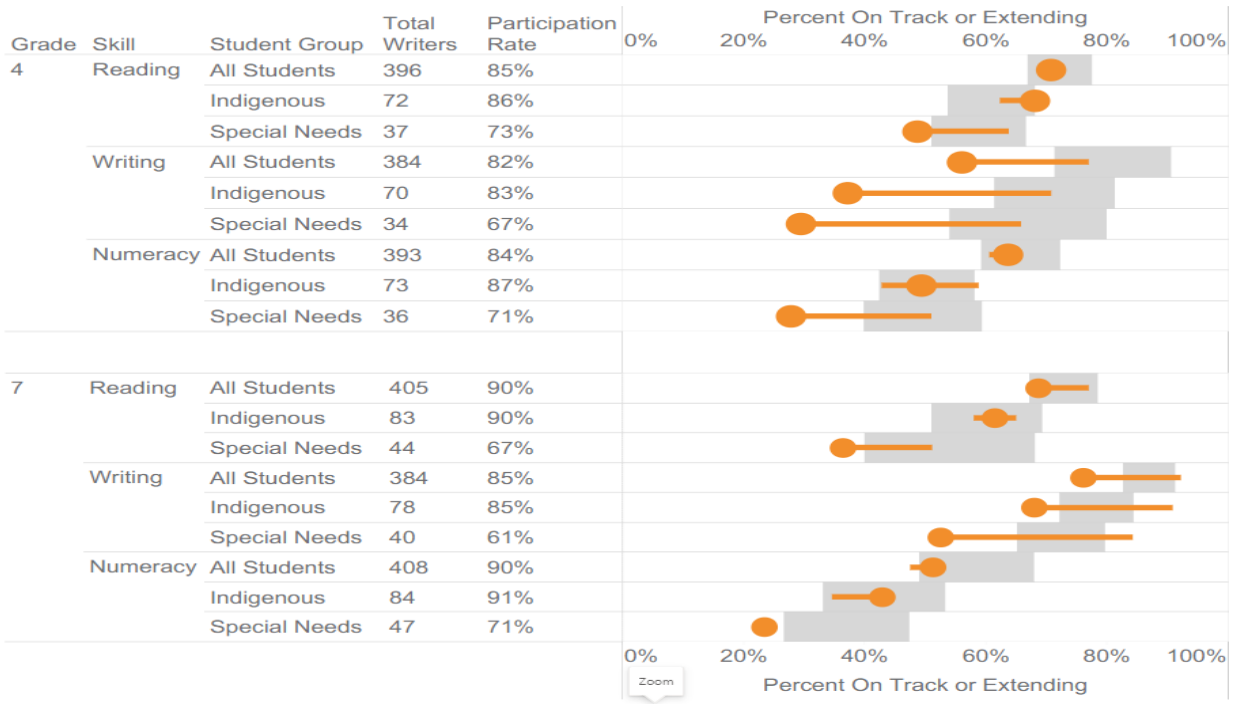 Percent On Track or Extending
Total Participation
Grade Skill Student Group Writers Rate 0% 20% 40% 60% 80% 100%
4 Reading All Students 396 85%
Indigenous 72 86%
Special Needs 37 73%
Writing All Students 384 82%
Indigenous 70 83%
Special Needs 34 67%
Numeracy All Students 393 84%
Indigenous 73 87%
Special Needs 36 71%
7 Reading All Students 405 90%
Indigenous 83 90%
Special Needs 44 67%
Writing All Students 384 85%
Indigenous 78 85%
Special Needs 40 61%
Numeracy All Students 408 90%
Indigenous 84 91%
Special Needs 47 71%
0% 20% 40% 60% 80% 100%
Zoom
Percent On Track or Extending